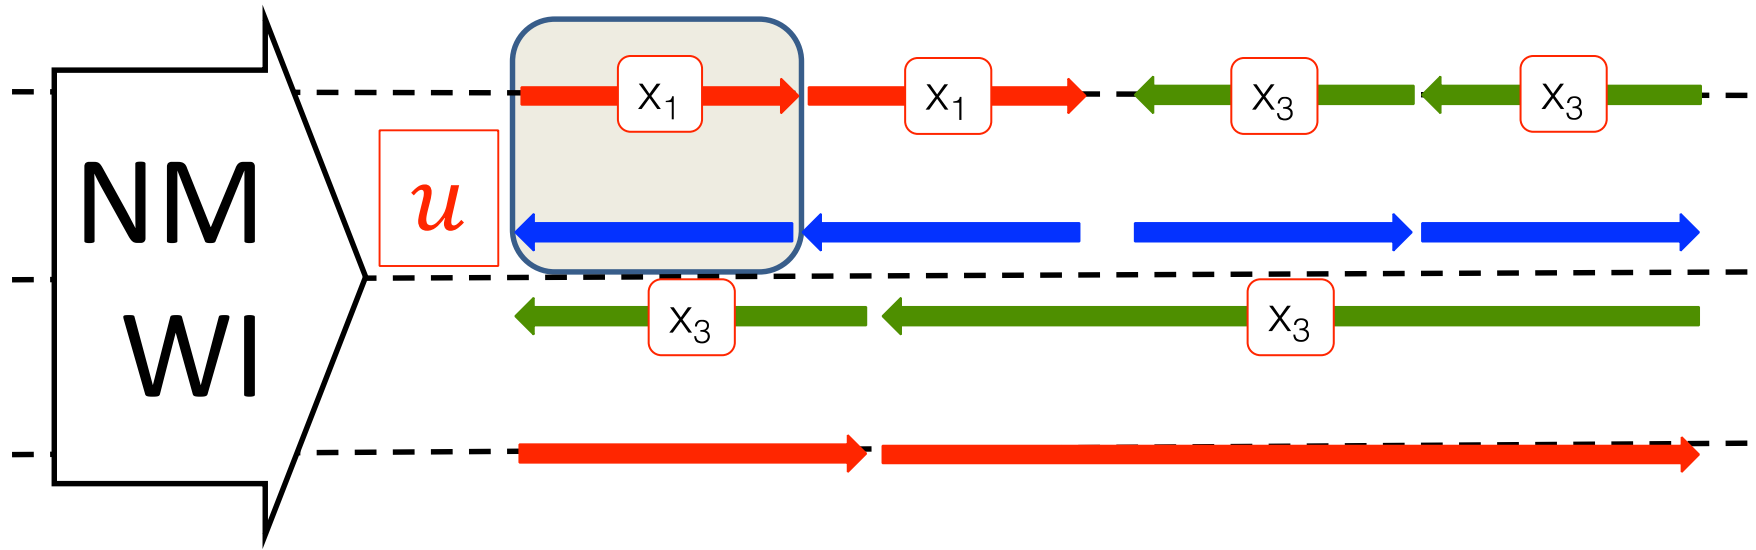 x₁ x₁ x₃ x₃
NM
u
WI
x₃ x₃